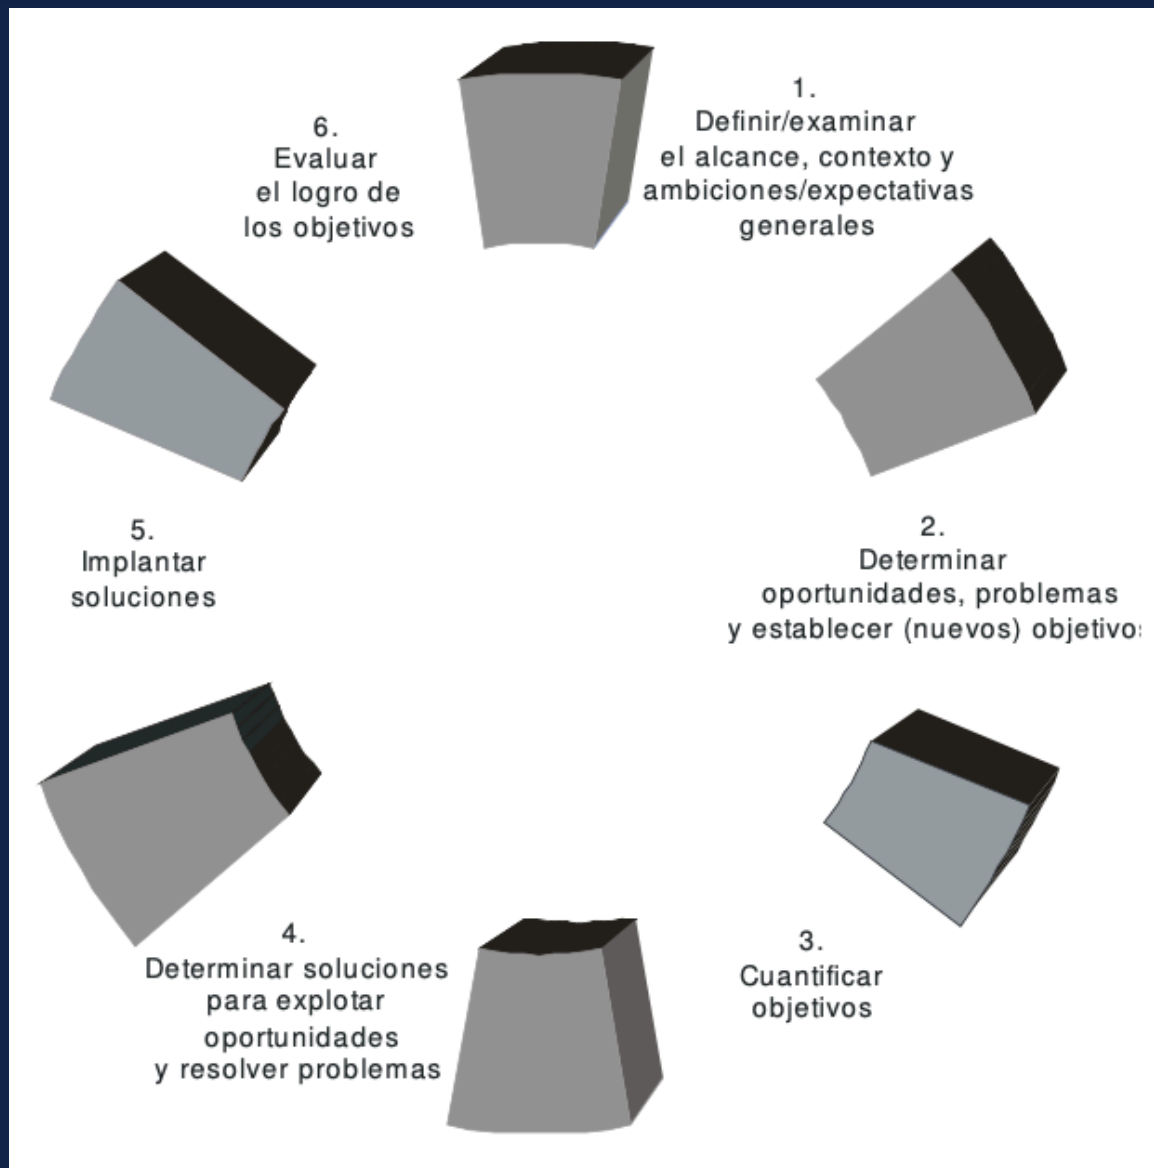 1.
Definir/examinar
el alcance, contexto y
ambiciones/expectativas
generales
2.
Determinar
oportunidades, problemas
y establecer (nuevos) objetivos
3.
Cuantificar
objetivos
4.
Determinar soluciones
para explotar
oportunidades
y resolver problemas
5.
Implantar
soluciones
6.
Evaluar
el logro de
los objetivos